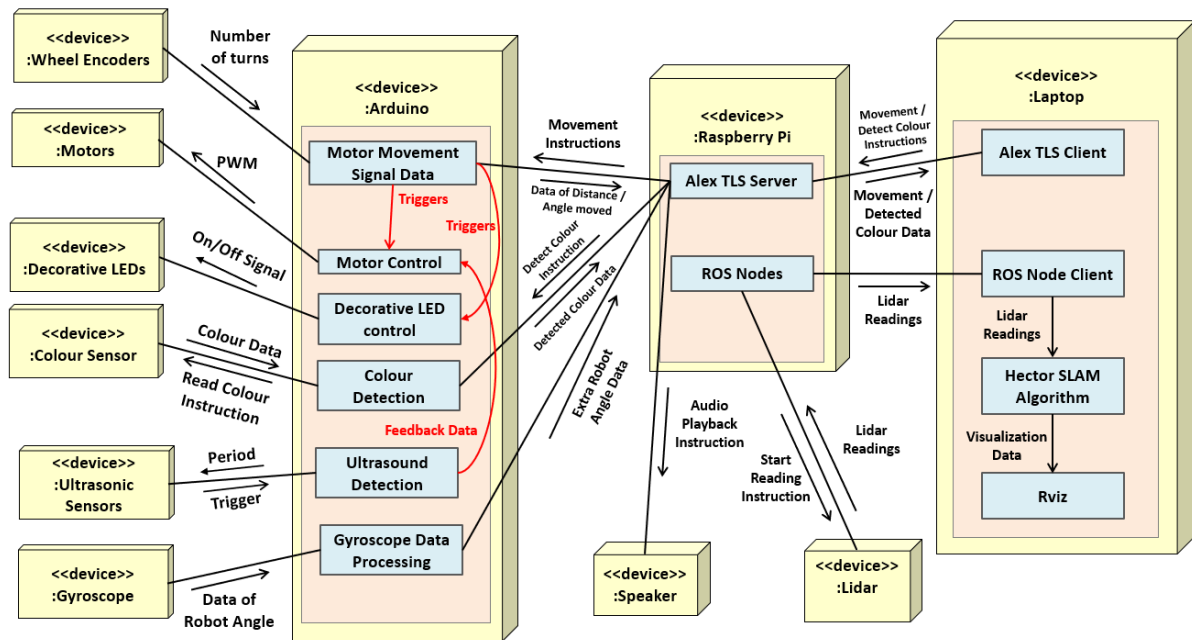 <<device>>
:Wheel Encoders
Number
of turns
<<device>>
:Motors
PWM
<<device>>
:Decorative LEDs
On/Off Signal
<<device>>
:Colour Sensor
Colour Data
Read Colour
Instruction
<<device>>
:Ultrasonic
Sensors
Period
Trigger
<<device>>
:Gyroscope
Data of
Robot Angle
<<device>>
:Arduino
Motor Movement
Signal Data
Triggers
Triggers
Motor Control
Decorative LED
control
Colour
Detection
Feedback Data
Ultrasound
Detection
Gyroscope Data
Processing
Movement
Instructions
Data of Distance /
Angle moved
Detect Colour
Instruction
Detected Colour Data
Extra Robot
Angle Data
<<device>>
:Raspberry Pi
Alex TLS Server
ROS Nodes
Audio
Playback
Instruction
Start
Reading
Instruction
Lidar
Readings
<<device>>
:Speaker
<<device>>
:Lidar
Movement /
Detect Colour
Instructions
Movement /
Detected
Colour Data
Lidar
Readings
<<device>>
:Laptop
Alex TLS Client
ROS Node Client
Lidar
Readings
Hector SLAM
Algorithm
Visualization
Data
Rviz